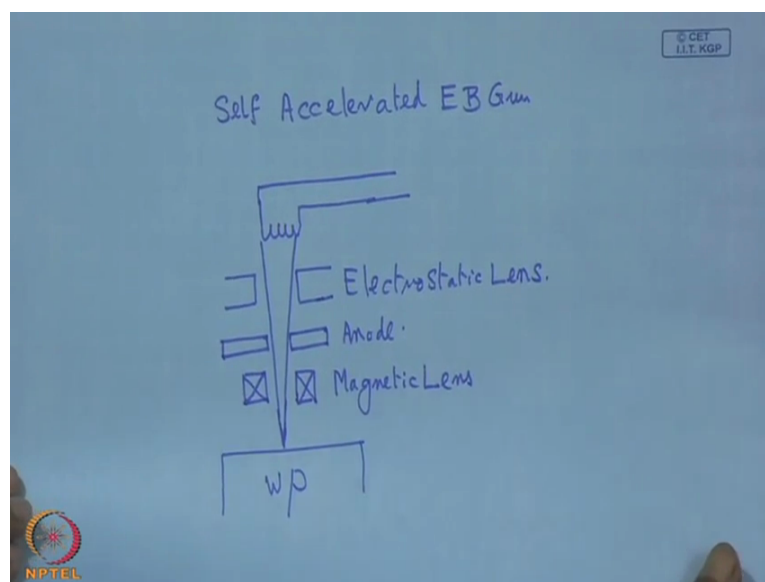 © CET
I.I.T. KGP
Self Accelerated EB Gun
Electrostatic Lens.
Anode.
Magnetic Lens
WP
NPTEL